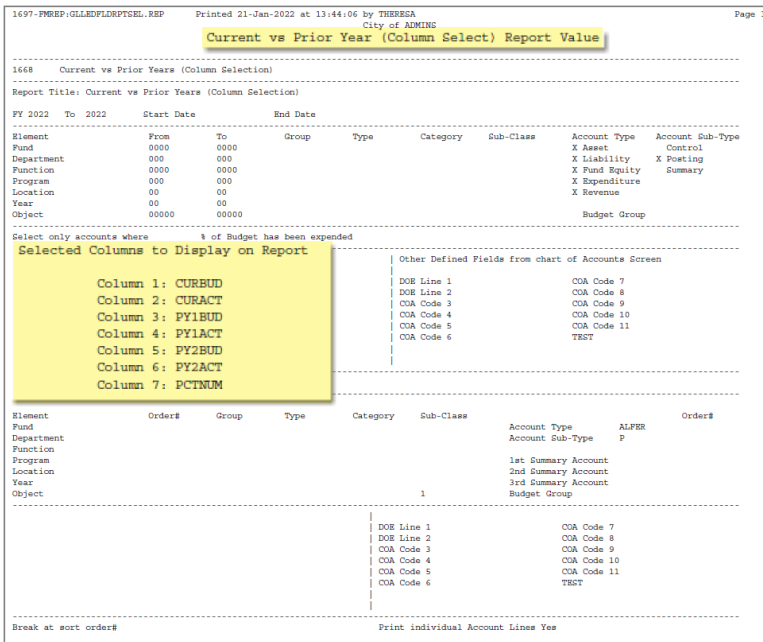 1697-FMREP:GLLEDFLDRPTSEL.REP Printed 21-Jan-2022 at 13:44:06 by THERESA Page 1
City of ADMINS
Current vs Prior Year (Column Select) Report Value
1668 Current vs Prior Years (Column Selection)
Report Title: Current vs Prior Years (Column Selection)
FY 2022 To 2022 Start Date End Date
Element From To Group Type Category Sub-Class Account Type Account Sub-Type
Fund 0000 0000 X Asset Control
Department 000 000 X Liability X Posting
Function 0000 0000 X Fund Equity Summary
Program 000 000 X Expenditure
Location 00 00 X Revenue
Year 00 00
Object 00000 00000 Budget Group
Select only accounts where % of Budget has been expended
Selected Columns to Display on Report
Other Defined Fields from chart of Accounts Screen
Column 1: CURBUD
Column 2: CURACT
Column 3: PY1BUD
Column 4: PY1ACT
Column 5: PY2BUD
Column 6: PY2ACT
Column 7: PCTNUM
DOE Line 1 COA Code 7
DOE Line 2 COA Code 8
COA Code 3 COA Code 9
COA Code 4 COA Code 10
COA Code 5 COA Code 11
COA Code 6 TEST
Element Order# Group Type Category Sub-Class Order#
Fund Account Type ALFER
Department Account Sub-Type P
Function
Program 1st Summary Account
Location 2nd Summary Account
Year 3rd Summary Account
Object 1 Budget Group
DOE Line 1 COA Code 7
DOE Line 2 COA Code 8
COA Code 3 COA Code 9
COA Code 4 COA Code 10
COA Code 5 COA Code 11
COA Code 6 TEST
Break at sort order# Print individual Account Lines Yes